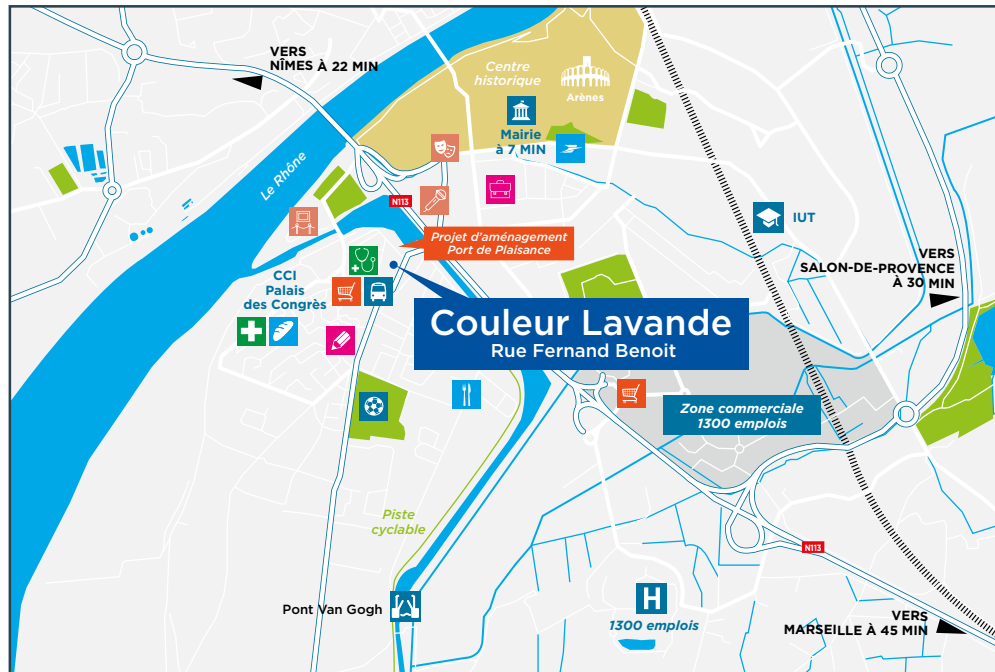 VERS
NÎMES À 22 MIN
Centre
historique
Arènes
Mairie
à 7 MIN
Le Rhône
N113
IUT
Projet d'aménagement
Port de Plaisance
VERS
SALON-DE-PROVENCE
À 30 MIN
CCI
Palais
des Congrès
Couleur Lavande
Rue Fernand Benoit
Zone commerciale
1300 emplois
Piste
cyclable
N113
Pont Van Gogh
H
1300 emplois
VERS
MARSEILLE À 45 MIN